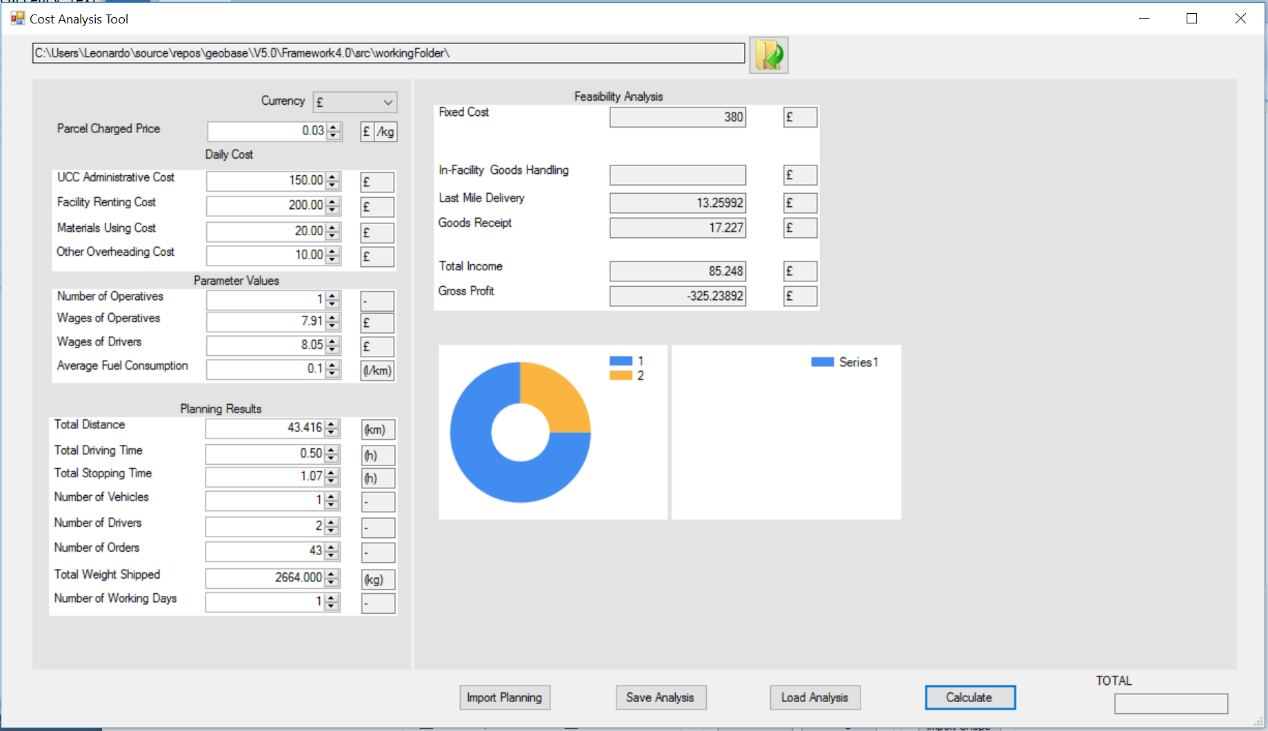 Cost Analysis Tool
C:\Users\Leonardo\source\repos\geobase\V5.0\Framework4.0\src\workingFolder\
Currency £
Parcel Charged Price 0.03 £ /kg
Daily Cost
UCC Administrative Cost 150.00 £
Facility Renting Cost 200.00 £
Materials Using Cost 20.00 £
Other Overheading Cost 10.00 £
Parameter Values
Number of Operatives 1 -
Wages of Operatives 7.91 £
Wages of Drivers 8.05 £
Average Fuel Consumption 0.1 (l/km)
Planning Results
Total Distance 43.416 (km)
Total Driving Time 0.50 (h)
Total Stopping Time 1.07 (h)
Number of Vehicles 1 -
Number of Drivers 2 -
Number of Orders 43 -
Total Weight Shipped 2664.000 (kg)
Number of Working Days 1 -
Feasibility Analysis
Fixed Cost 380 £
In-Facility Goods Handling £
Last Mile Delivery 13.25992 £
Goods Receipt 17.227 £
Total Income 85.248 £
Gross Profit -325.23892 £
1
2
Series1
Import Planning Save Analysis Load Analysis Calculate
TOTAL